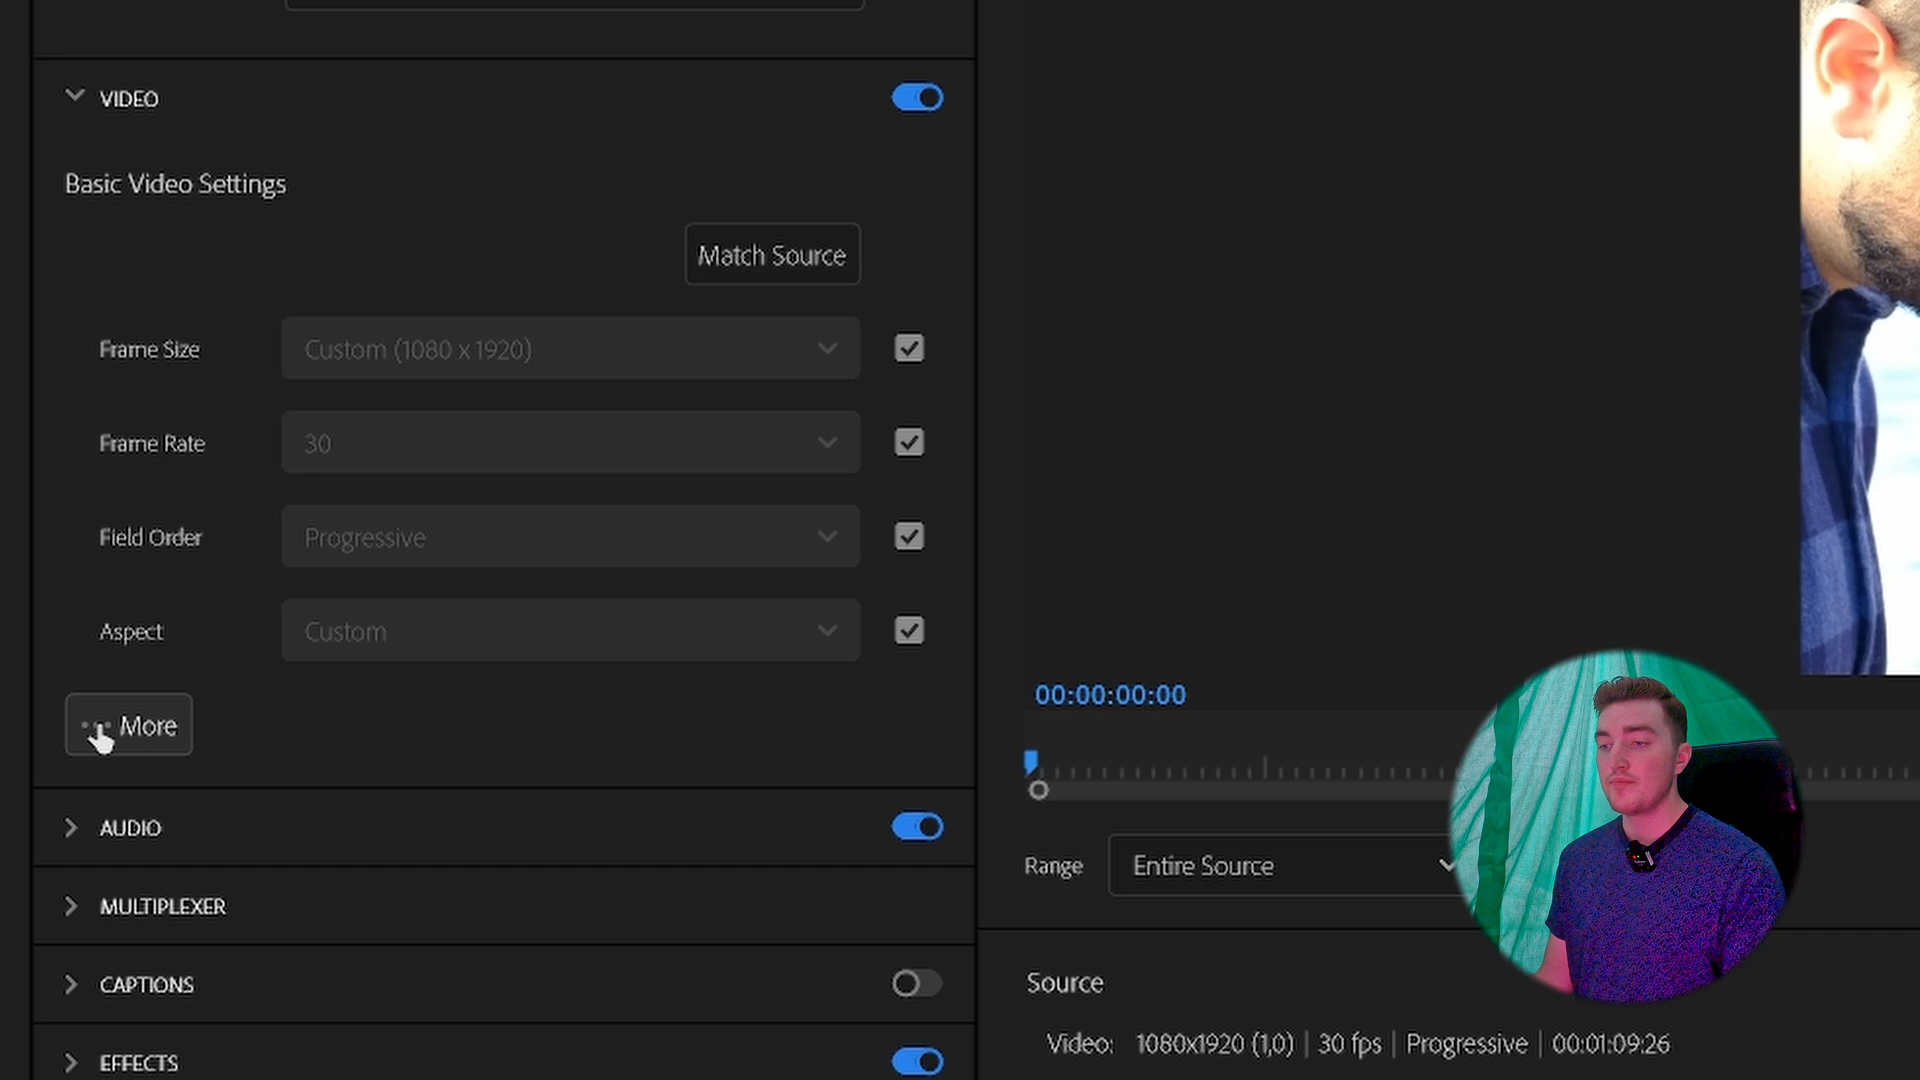 VIDEO
Basic Video Settings
Match Source
Frame Size Custom (1080 x 1920)
Frame Rate 30
Field Order Progressive
Aspect Custom
More
AUDIO
MULTIPLEXER
CAPTIONS
EFFECTS
00:00:00:00
Range Entire Source
Source
Video: 1080x1920 (1,0) | 30 fps | Progressive | 00:01:09:26